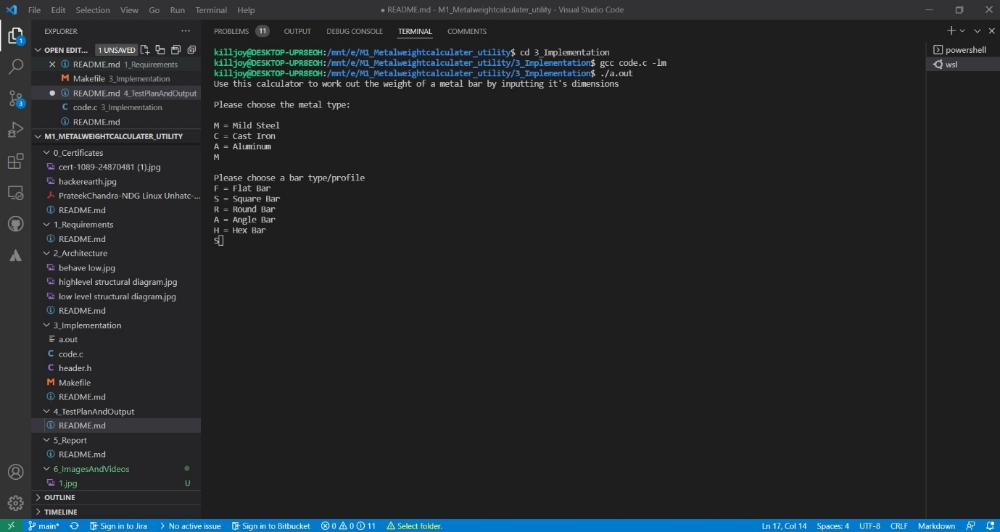 File Edit Selection View Go Run Terminal Help
● README.md - M1_Metalweightcalculater_utility - Visual Studio Code
EXPLORER
OPEN EDIT... 1 UNSAVED
README.md 1_Requirements
Makefile 3_Implementation
README.md 4_TestPlanAndOutput
code.c 3_Implementation
README.md
M1_METALWEIGHTCALCULATER_UTILITY
0_Certificates
cert-1089-24870481 (1).jpg
hackerearth.jpg
PrateekChandra-NDG Linux Unhatc-...
README.md
1_Requirements
README.md
2_Architecture
behave low.jpg
highlevel structural diagram.jpg
low level structural diagram.jpg
README.md
3_Implementation
a.out
code.c
header.h
Makefile
README.md
4_TestPlanAndOutput
README.md
5_Report
README.md
6_ImagesAndVideos
1.jpg U
OUTLINE
TIMELINE
1
3
PROBLEMS 11 OUTPUT DEBUG CONSOLE TERMINAL COMMENTS
killjoy@DESKTOP-UPR8EOH:/mnt/e/M1_Metalweightcalculater_utility$ cd 3_Implementation
killjoy@DESKTOP-UPR8EOH:/mnt/e/M1_Metalweightcalculater_utility/3_Implementation$ gcc code.c -lm
killjoy@DESKTOP-UPR8EOH:/mnt/e/M1_Metalweightcalculater_utility/3_Implementation$ ./a.out
Use this calculator to work out the weight of a metal bar by inputting it's dimensions
Please choose the metal type:
M = Mild Steel
C = Cast Iron
A = Aluminum
M
Please choose a bar type/profile
F = Flat Bar
S = Square Bar
R = Round Bar
A = Angle Bar
H = Hex Bar
S
powershell
wsl
main* Sign in to Jira No active issue Sign in to Bitbucket 0 0 11 Select folder.
Ln 17, Col 14 Spaces: 4 UTF-8 CRLF Markdown